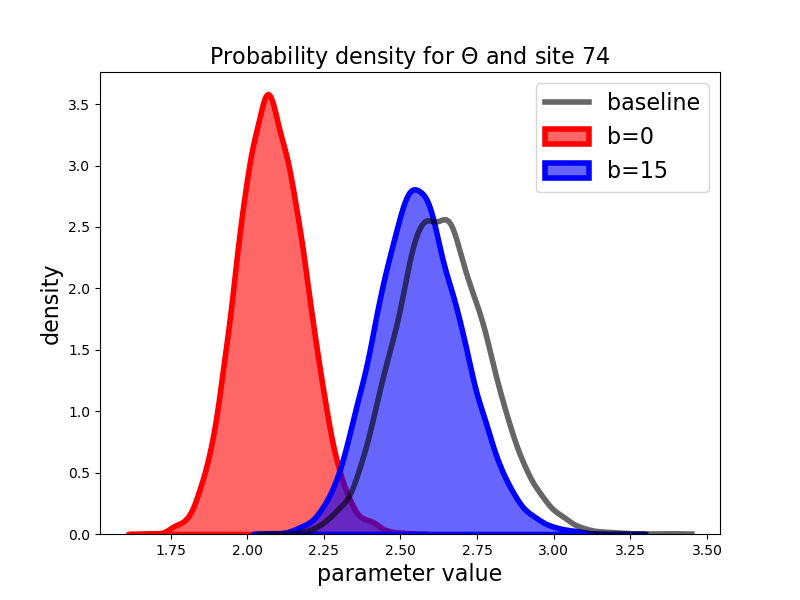 Probability density for Θ and site 74
baseline
b=0
b=15
density
3.5
3.0
2.5
2.0
1.5
1.0
0.5
0.0
1.75
2.00
2.25
2.50
2.75
3.00
3.25
3.50
parameter value